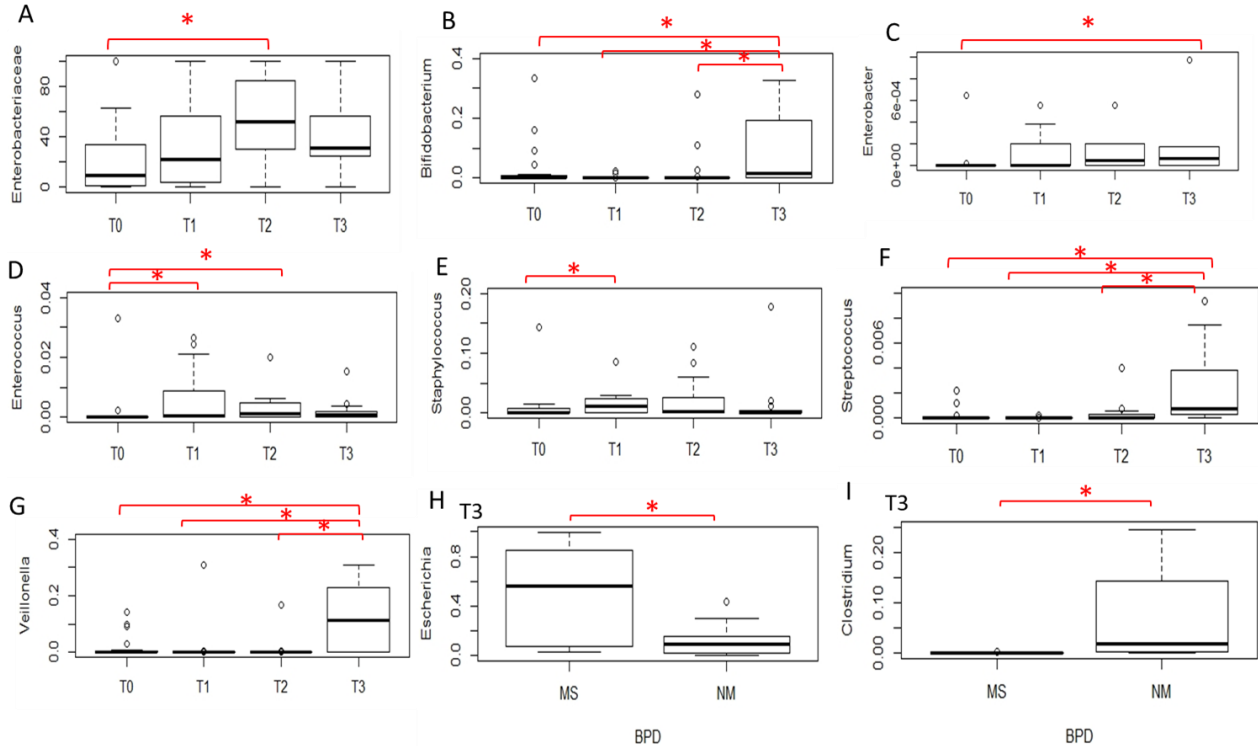 A
*
Enterobacteriaceae
0 40 80
T0 T1 T2 T3
B
*
*
*
Bifidobacterium
0.0 0.2 0.4
T0 T1 T2 T3
C
*
Enterobacter
0e+00 6e-04
T0 T1 T2 T3
D
*
*
Enterococcus
0.00 0.02 0.04
T0 T1 T2 T3
E
*
Staphylococcus
0.00 0.10 0.20
T0 T1 T2 T3
F
*
*
*
Streptococcus
0.000 0.006
T0 T1 T2 T3
G
*
*
*
Veillonella
0.0 0.2 0.4
T0 T1 T2 T3
H T3
*
Escherichia
0.0 0.4 0.8
MS NM
BPD
I T3
*
Clostridium
0.00 0.10 0.20
MS NM
BPD